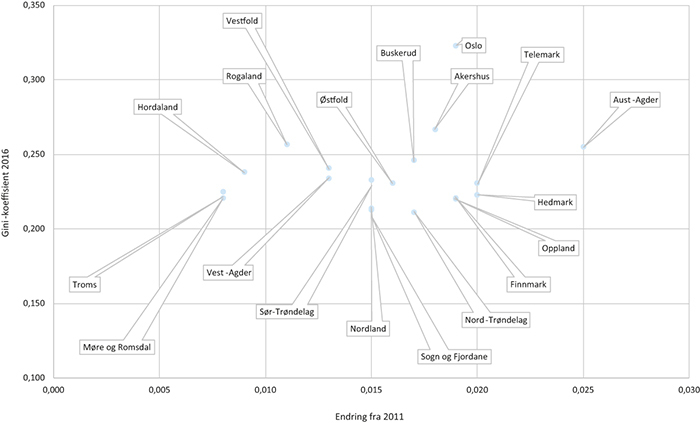 0,350
Vestfold
Oslo
Buskerud
Telemark
0,300
Rogaland
Akershus
Østfold
Aust -Agder
Hordaland
0,250
Gini-koeffisient 2016
Hedmark
0,200
Oppland
Vest -Agder
Troms
Finnmark
Sør-Trøndelag
0,150
Nord -Trøndelag
Nordland
Møre og Romsdal
Sogn og Fjordane
0,100
0,000 0,005 0,010 0,015 0,020 0,025 0,030
Endring fra 2011